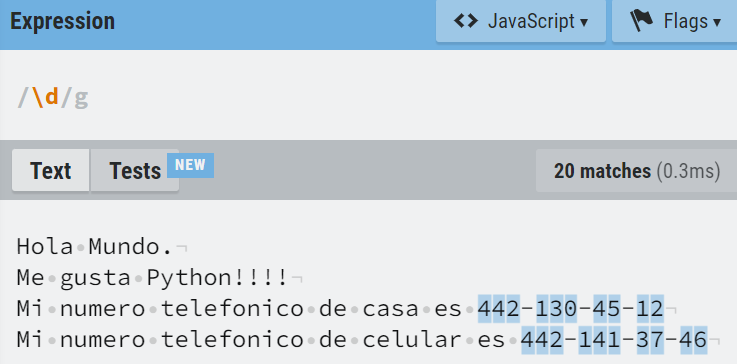 Expression
<> JavaScript ▾
Flags ▾
/\d/g
Text
Tests
NEW
20 matches (0.3ms)
Hola Mundo.
Me gusta Python!!!!
Mi numero telefonico de casa es 442-130-45-12
Mi numero telefonico de celular es 442-141-37-46